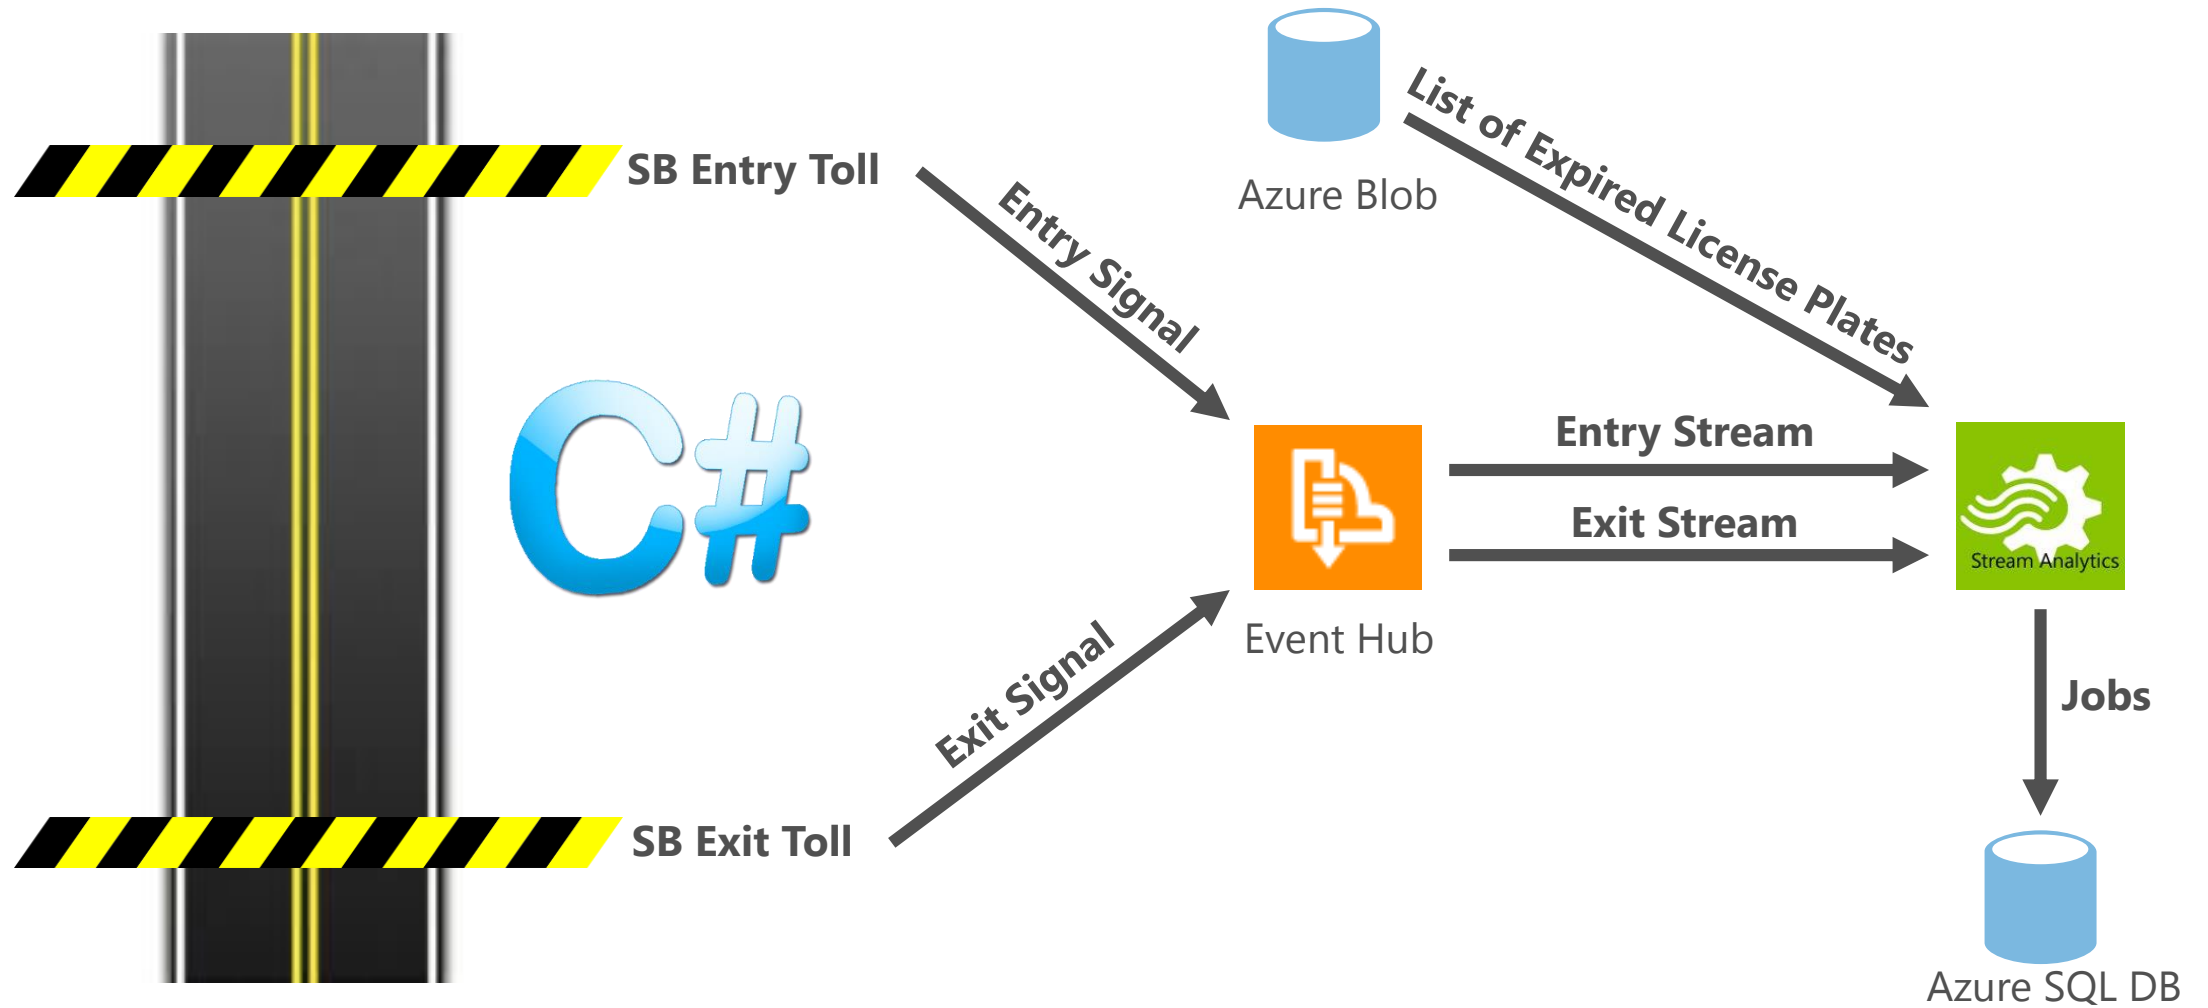 SB Entry Toll
Entry Signal
Azure Blob
List of Expired License Plates
C#
Entry Stream
Exit Stream
Stream Analytics
Event Hub
Exit Signal
Jobs
SB Exit Toll
Azure SQL DB